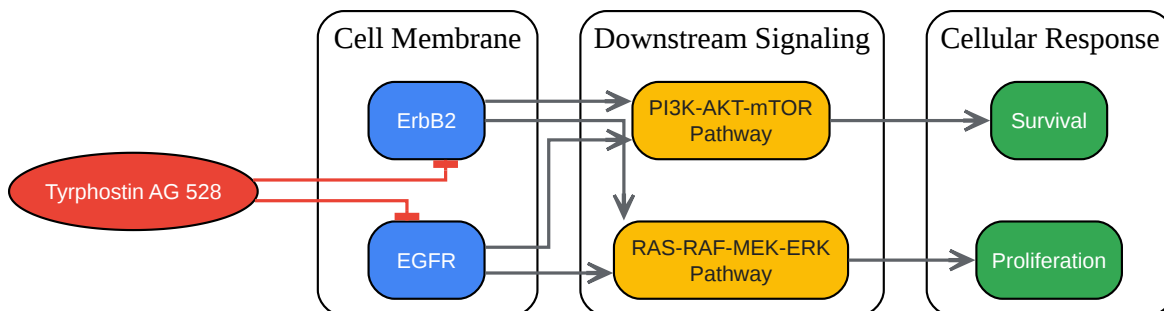 Cell Membrane
Downstream Signaling
Cellular Response
ErbB2
PI3K-AKT-mTOR
Pathway
Survival
Tyrphostin AG 528
EGFR
RAS-RAF-MEK-ERK
Pathway
Proliferation